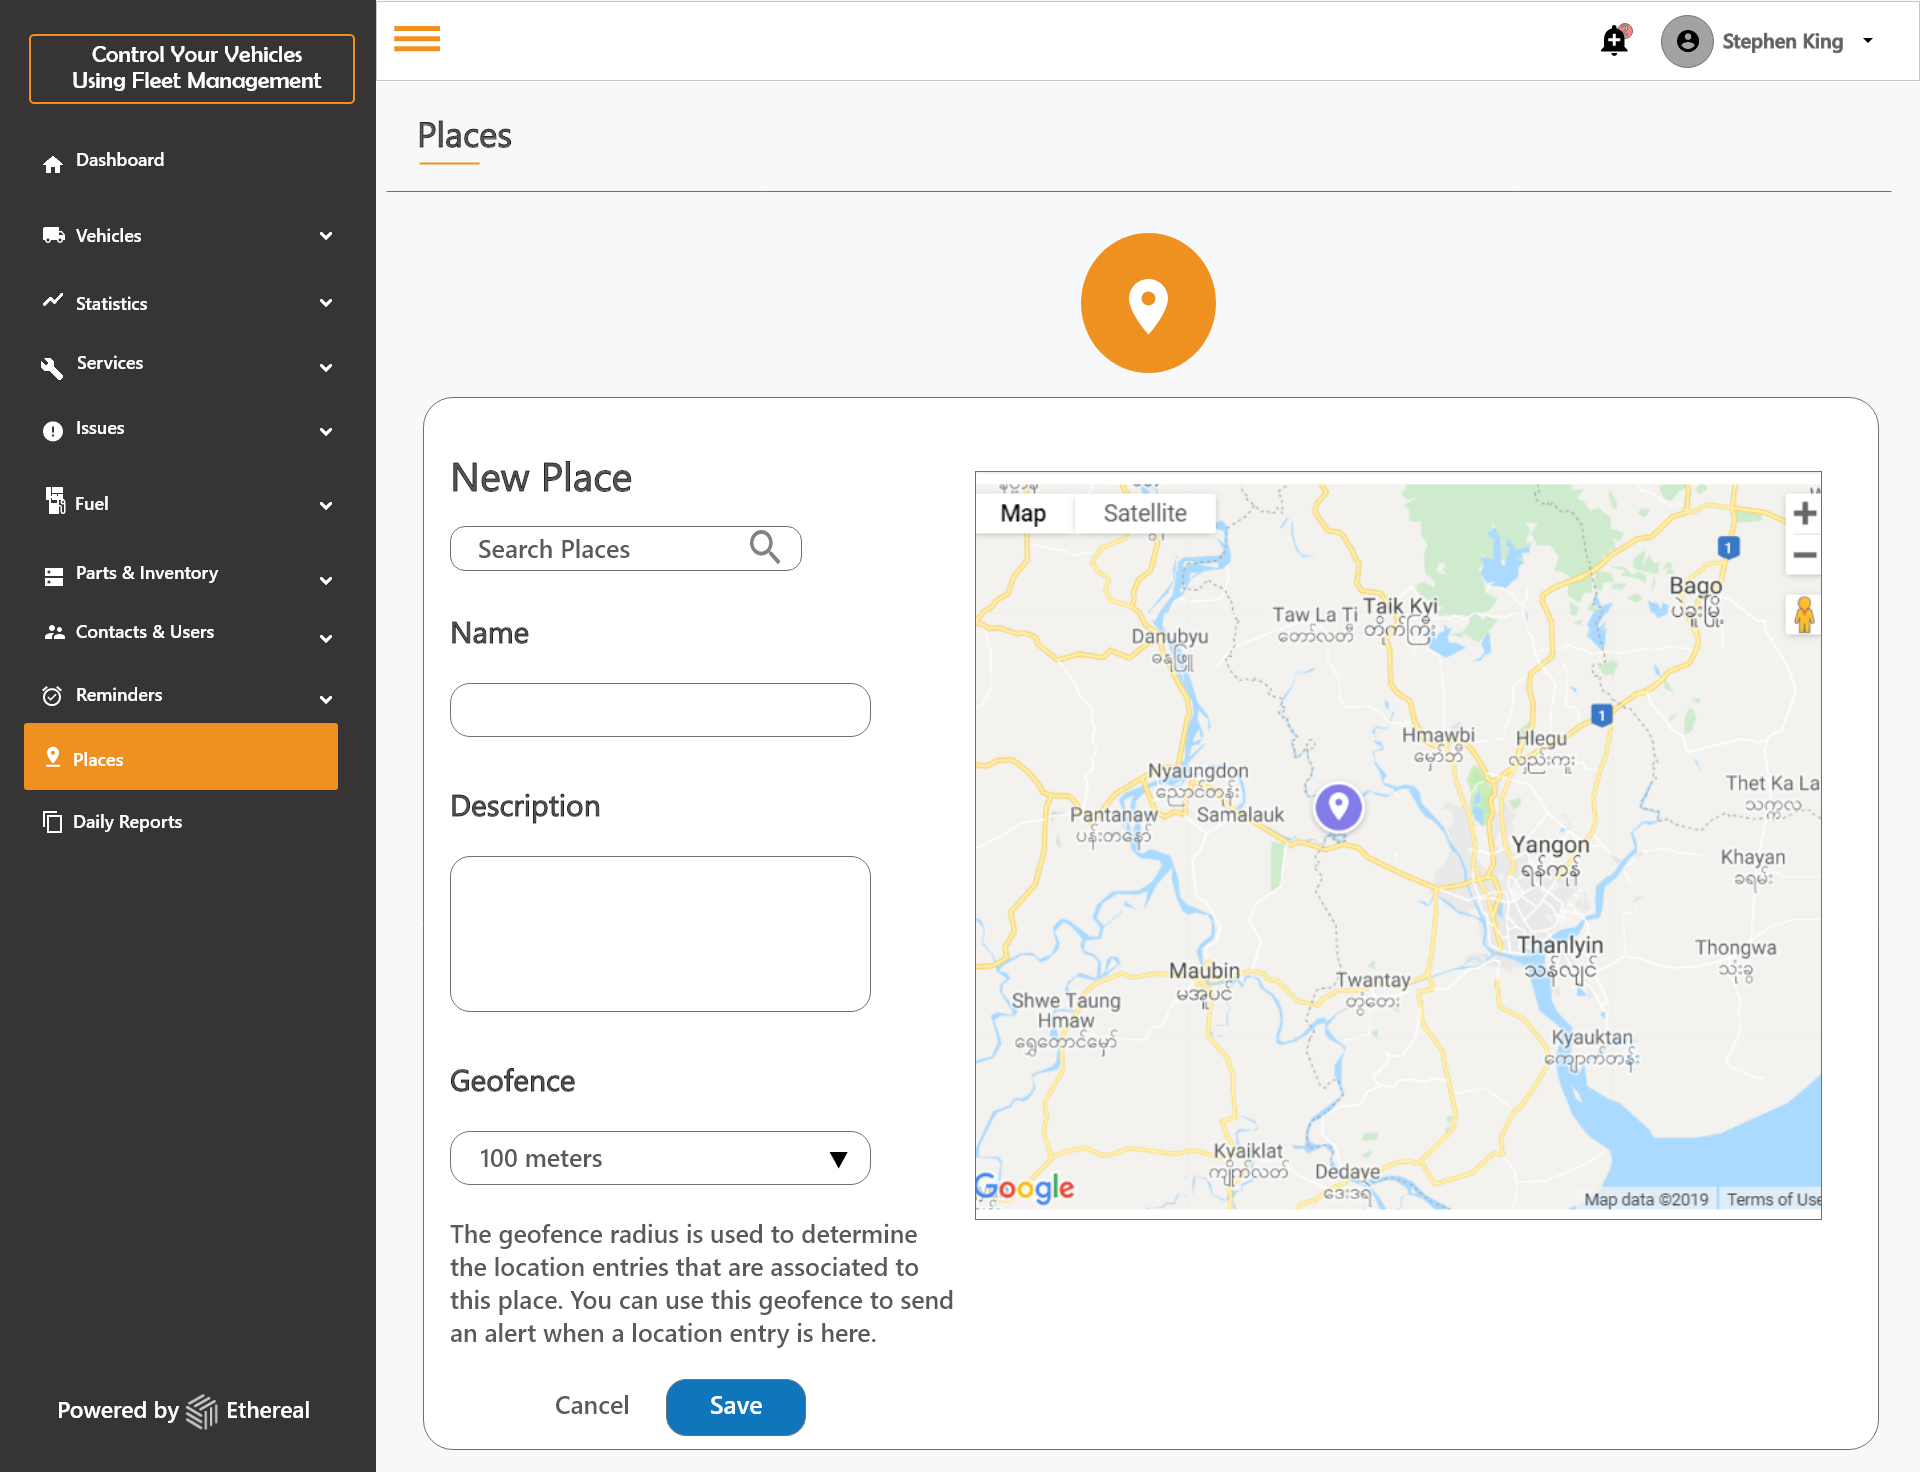 Control Your Vehicles
Using Fleet Management
Stephen King
Places
Dashboard
Vehicles
Statistics
Services
Issues
Fuel
Parts & Inventory
Contacts & Users
Reminders
Places
Daily Reports
Powered by Ethereal
New Place
Search Places
Name
Description
Geofence
100 meters
The geofence radius is used to determine
the location entries that are associated to
this place. You can use this geofence to send
an alert when a location entry is here.
Cancel
Save
Map
Satellite
1
Bago
ပဲခူးမြို့
Taw La Ti
တော်လတီ
Taik Kyi
တိုက်ကြီး
Danubyu
ဓနုဖြူ
1
Hmawbi
မှော်ဘီ
Hlegu
လှည်းကူး
Nyaungdon
ညောင်တုန်း
Thet Ka La
သက္ကလ
Pantanaw
ပန်းတနော်
Samalauk
Yangon
ရန်ကုန်
Khayan
ခရမ်း
Thanlyin
သန်လျင်
Thongwa
သုံးခွ
Maubin
မအူပင်
Twantay
တွံတေး
Shwe Taung
Hmaw
ရွှေတောင်မှော်
Kyauktan
ကျောက်တန်း
Kyaiklat
ကျိုက်လတ်
Dedaye
ဒေးဒရဲ
Google
Map data ©2019
Terms of Use